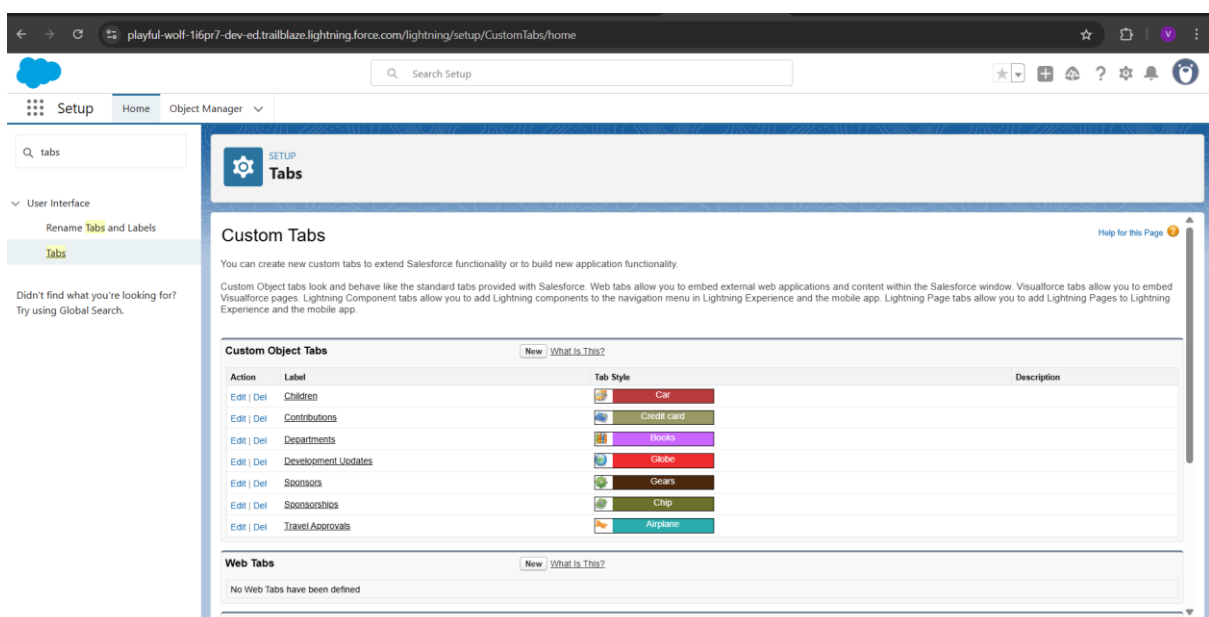 playful-wolf-1i6pr7-dev-ed.trailblaze.lightning.force.com/lightning/setup/CustomTabs/home
V
Search Setup
Setup
Home
Object Manager
tabs
User Interface
Rename Tabs and Labels
Tabs
Didn't find what you're looking for?
Try using Global Search.
SETUP
Tabs
Custom Tabs
Help for this Page
You can create new custom tabs to extend Salesforce functionality or to build new application functionality.
Custom Object tabs look and behave like the standard tabs provided with Salesforce. Web tabs allow you to embed external web applications and content within the Salesforce window. Visualforce tabs allow you to embed
Visualforce pages. Lightning Component tabs allow you to add Lightning components to the navigation menu in Lightning Experience and the mobile app. Lightning Page tabs allow you to add Lightning Pages to Lightning
Experience and the mobile app.
Custom Object Tabs New What Is This?
Action Label Tab Style Description
Edit | Del Children Car
Edit | Del Contributions Credit card
Edit | Del Departments Books
Edit | Del Development Updates Globe
Edit | Del Sponsors Gears
Edit | Del Sponsorships Chip
Edit | Del Travel Approvals Airplane
Web Tabs New What Is This?
No Web Tabs have been defined